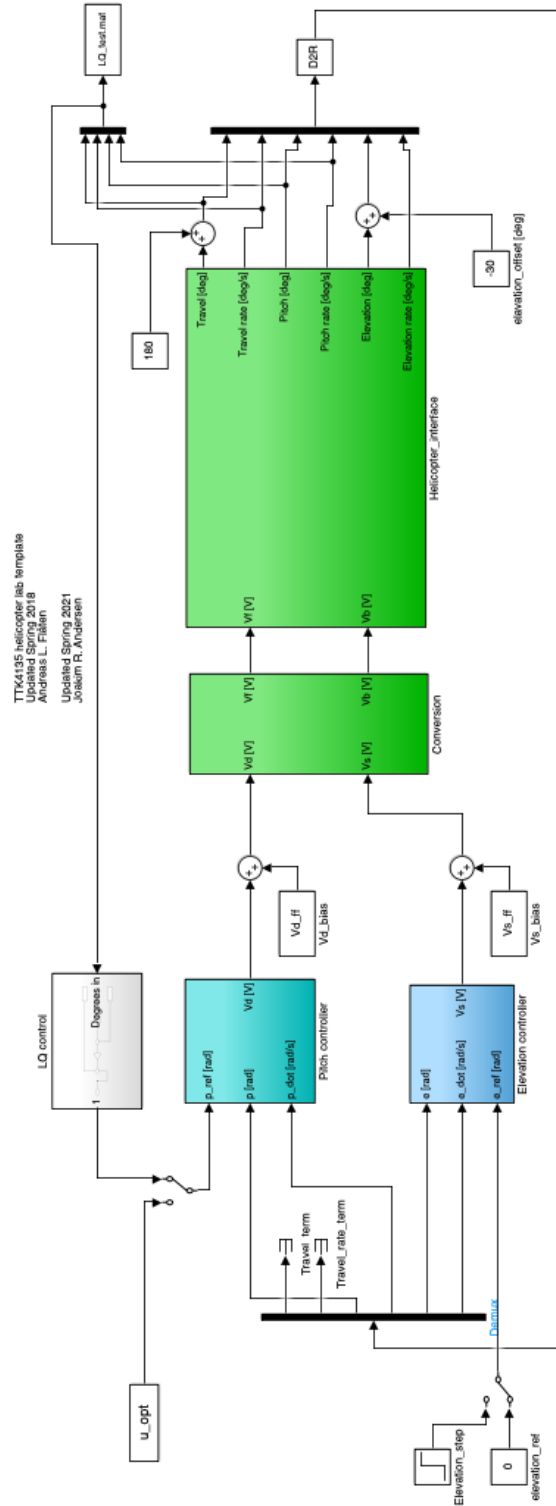 TTK4135 helicopter lab template
Updated Spring 2018
Andreas L. Flåten
Updated Spring 2021
Joakim R. Andersen
u_opt
LQ control
1
Degrees in
LQ_test.mat
180
D2R
p_ref [rad]
p [rad]
p_dot [rad/s]
Vd [V]
Pitch controller
Vd_ff
Vd_bias
Travel_term
Travel_rate_term
Demux
Elevation_step
0
elevation_ref
e [rad]
e_dot [rad/s]
e_ref [rad]
Vs [V]
Elevation controller
Vs_ff
Vs_bias
Vd [V]
Vs [V]
Vf [V]
Vb [V]
Conversion
Vf [V]
Vb [V]
Travel [deg]
Travel rate [deg/s]
Pitch [deg]
Pitch rate [deg/s]
Elevation [deg]
Elevation rate [deg/s]
Helicopter_interface
-30
elavation_offset [deg]